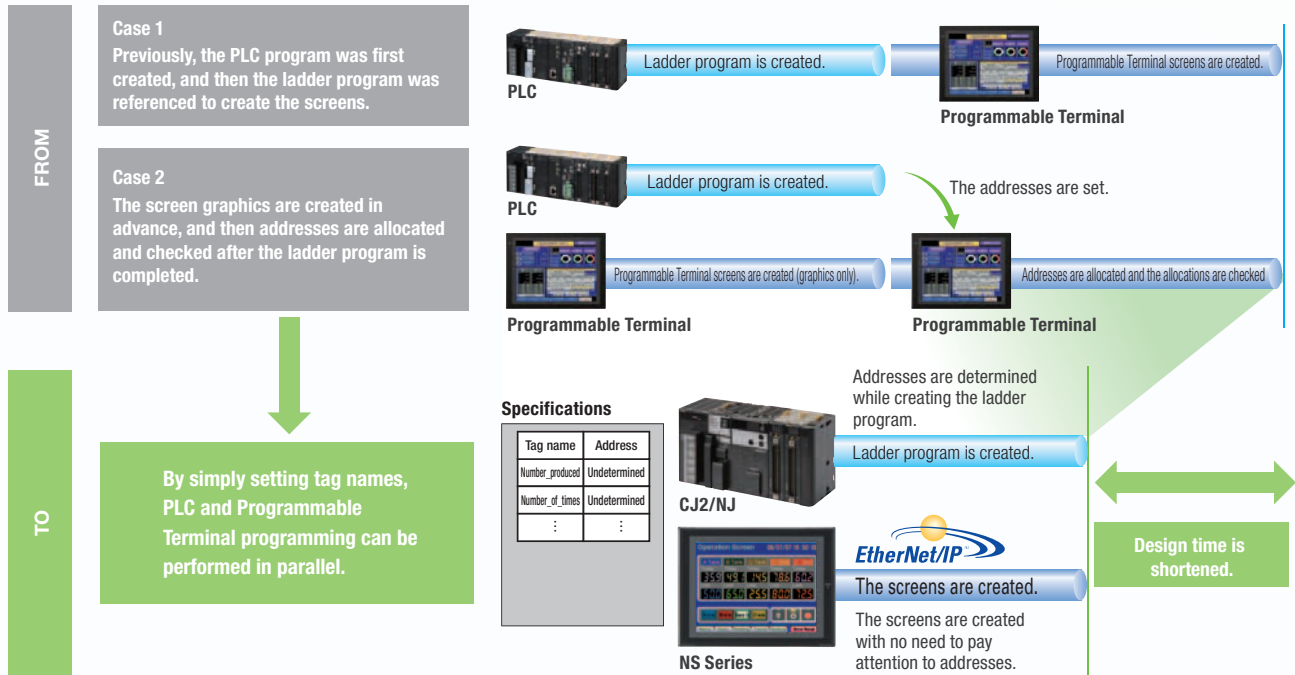 FROM
Case 1
Previously, the PLC program was first
created, and then the ladder program was
referenced to create the screens.
PLC
Ladder program is created.
Programmable Terminal screens are created.
Programmable Terminal
Case 2
The screen graphics are created in
advance, and then addresses are allocated
and checked after the ladder program is
completed.
PLC
Ladder program is created.
The addresses are set.
Programmable Terminal screens are created (graphics only).
Addresses are allocated and the allocations are checked
Programmable Terminal
Programmable Terminal
TO
By simply setting tag names,
PLC and Programmable
Terminal programming can be
performed in parallel.
Specifications
Tag name Address
Number_produced Undetermined
Number_of_times Undetermined
⋮ ⋮
Addresses are determined
while creating the ladder
program.
Ladder program is created.
CJ2/NJ
EtherNet/IP™
Operation Screen
The screens are created.
The screens are created
with no need to pay
attention to addresses.
NS Series
Design time is
shortened.